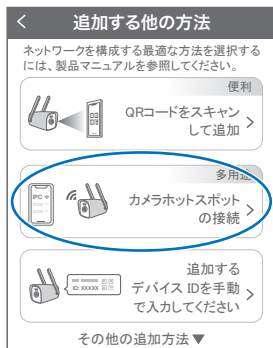 追加する他の方法
ネットワークを構成する最適な方法を選択する
には、製品マニュアルを参照してください。
便利
QRコードをスキャン
して追加
多用途
IPC
カメラホットスポット
の接続
追加する
デバイス IDを手動
で入力してください
ID: XXXXX
その他の追加方法▼